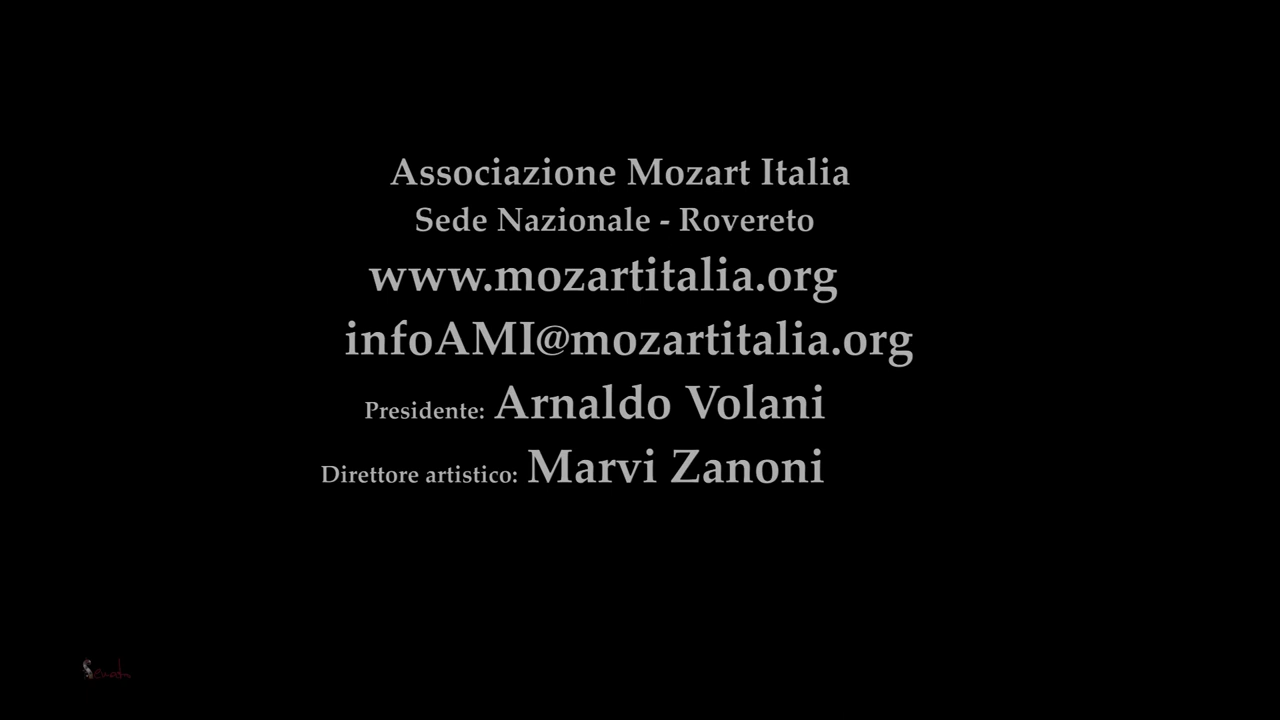 Associazione Mozart Italia
Sede Nazionale - Rovereto
www.mozartitalia.org
infoAMI@mozartitalia.org
Presidente: Arnaldo Volani
Direttore artistico: Marvi Zanoni